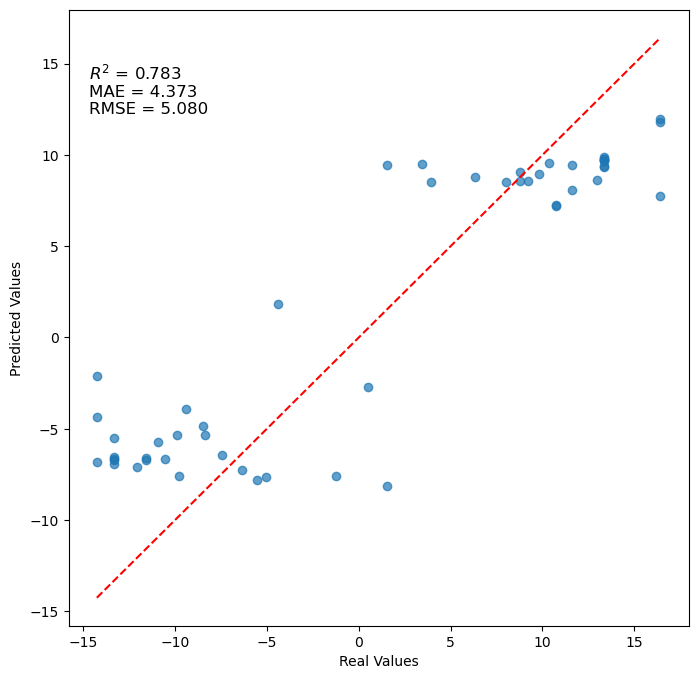 R² = 0.783
MAE = 4.373
RMSE = 5.080
Predicted Values
15
10
5
0
−5
−10
−15
−15
−10
−5
0
5
10
15
Real Values